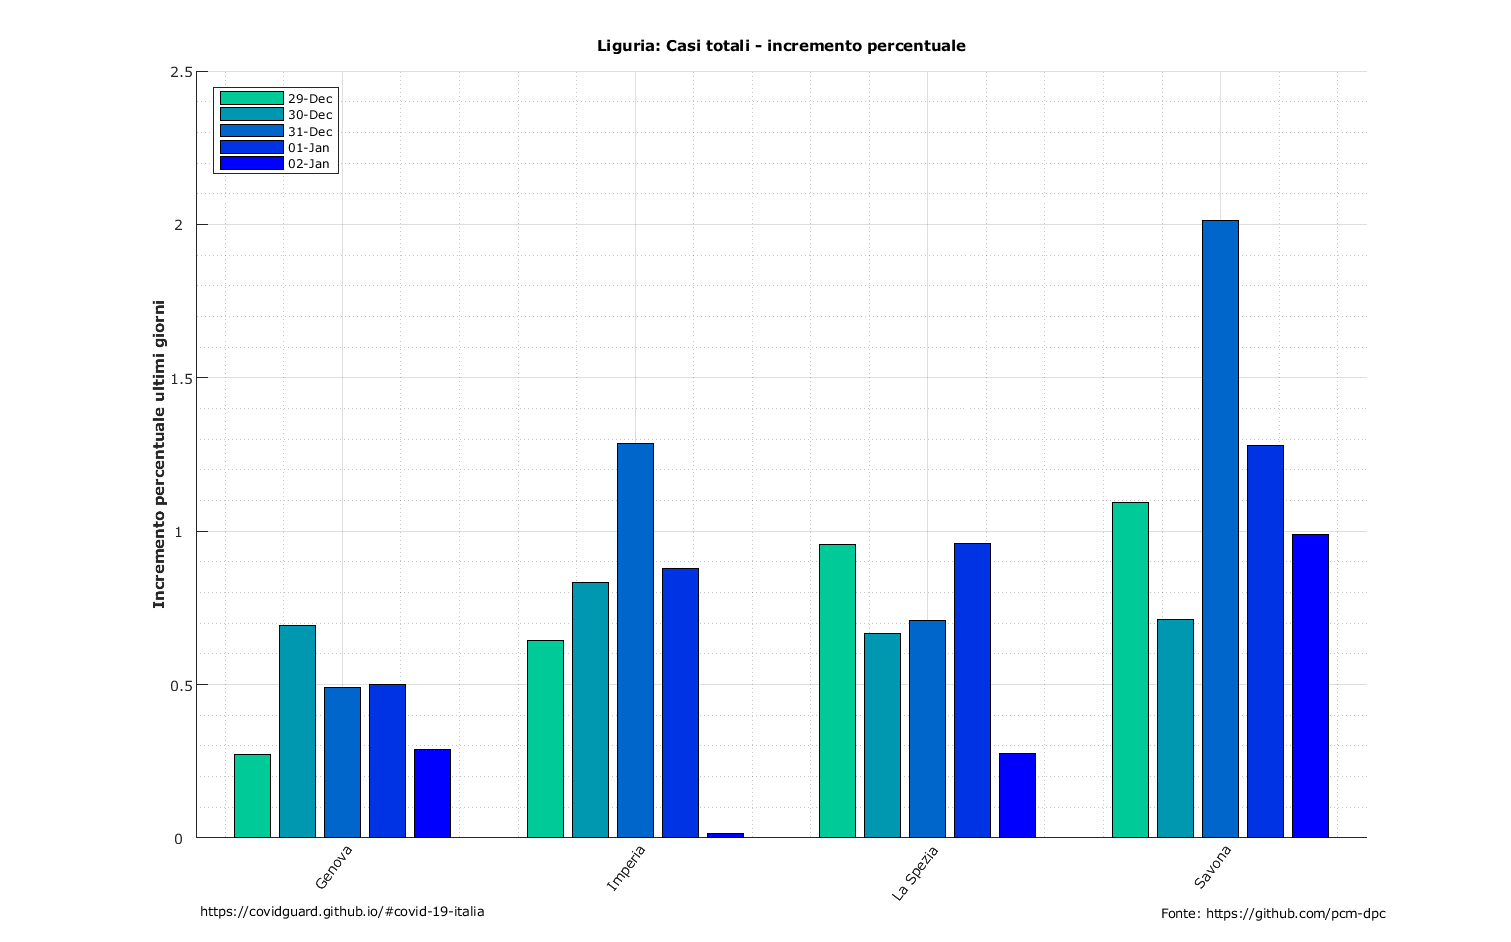 Liguria: Casi totali - incremento percentuale
29-Dec
30-Dec
31-Dec
01-Jan
02-Jan
Incremento percentuale ultimi giorni
2.5
2
1.5
1
0.5
0
Genova
Imperia
La Spezia
Savona
https://covidguard.github.io/#covid-19-italia
Fonte: https://github.com/pcm-dpc